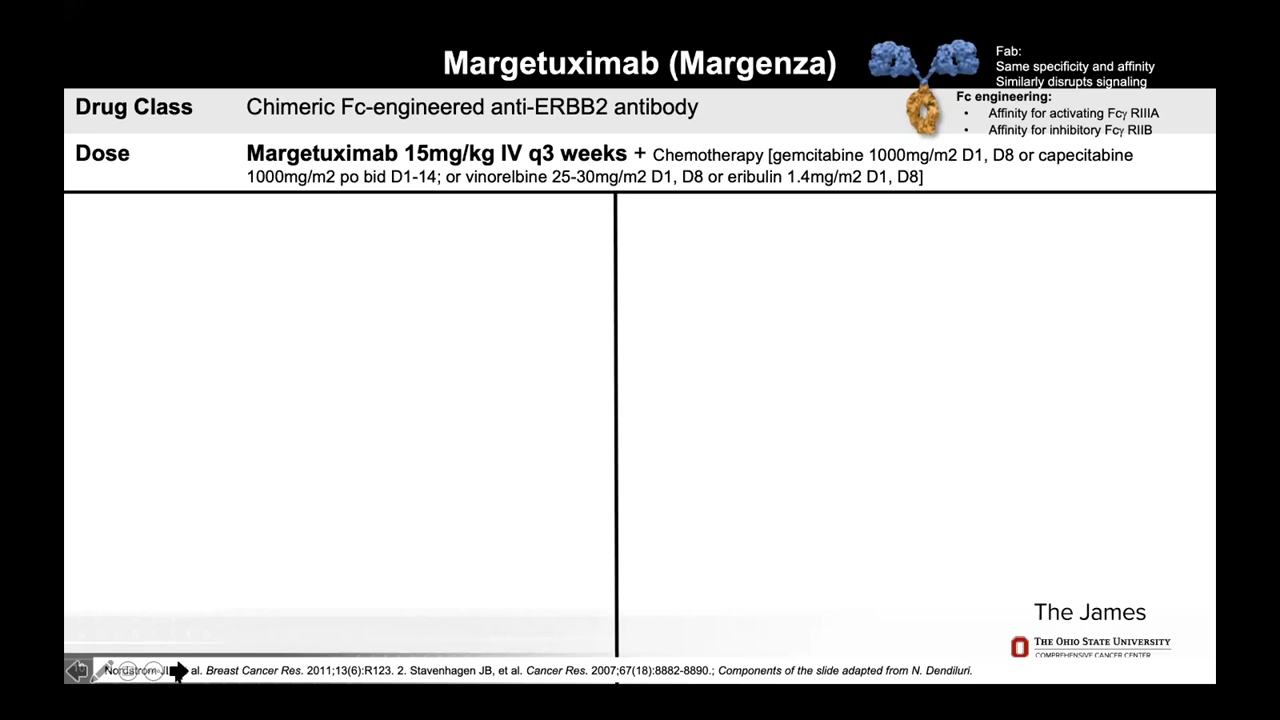 Margetuximab (Margenza)
Fab:
Same specificity and affinity
Similarly disrupts signaling
Fc engineering:
• Affinity for activating Fcγ RIIIA
• Affinity for inhibitory Fcγ RIIB
Drug Class
Chimeric Fc-engineered anti-ERBB2 antibody
Dose
Margetuximab 15mg/kg IV q3 weeks + Chemotherapy [gemcitabine 1000mg/m2 D1, D8 or capecitabine
1000mg/m2 po bid D1-14; or vinorelbine 25-30mg/m2 D1, D8 or eribulin 1.4mg/m2 D1, D8]
The James
THE OHIO STATE UNIVERSITY
COMPREHENSIVE CANCER CENTER
al. Breast Cancer Res. 2011;13(6):R123. 2. Stavenhagen JB, et al. Cancer Res. 2007;67(18):8882-8890.; Components of the slide adapted from N. Dendiluri.